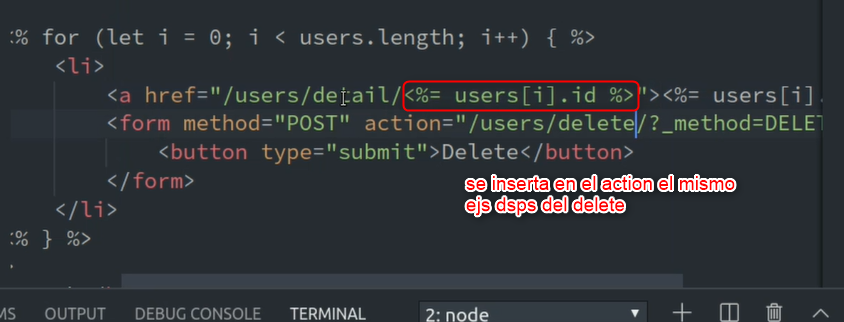 <% for (let i = 0; i < users.length; i++) { %>
<li>
<a href="/users/detail/<%= users[i].id %>"><%= users[i].
<form method="POST" action="/users/delete/?_method=DELET
<button type="submit">Delete</button>
</form>
</li>
<% } %>
se inserta en el action el mismo
ejs dsps del delete
MS OUTPUT DEBUG CONSOLE TERMINAL 2: node